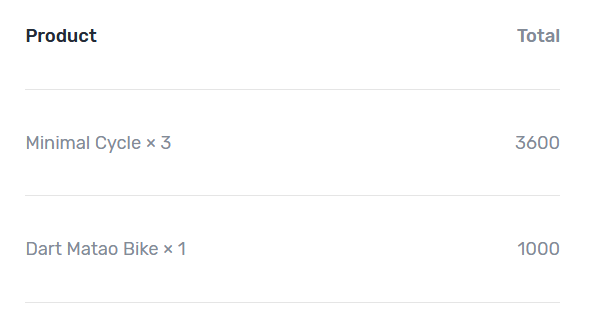 Product Total
Minimal Cycle × 3 3600
Dart Matao Bike × 1 1000